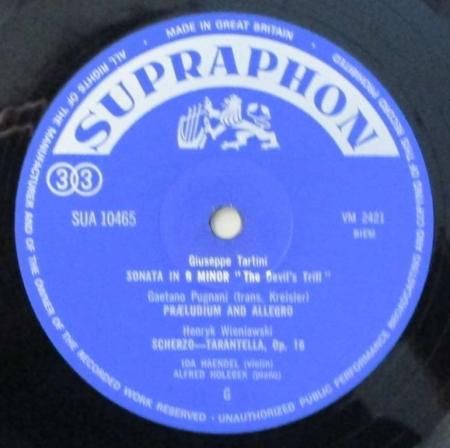 ALL RIGHTS OF THE MANUFACTURER AND OF THE OWNER OF THE RECORDED WORK RESERVED · UNAUTHORIZED PUBLIC PERFORMANCE BROADCASTING AND COPYING OF THIS RECORD PROHIBITED
· MADE IN GREAT BRITAIN ·
SUPRAPHON
33
SUA 10465
VM 2421
BIEM
Giuseppe Tartini
SONATA IN G MINOR "The Devil's Trill"
Gaetano Pugnani (trans. Kreisler)
PRÆLUDIUM AND ALLEGRO
Henryk Wieniawski
SCHERZO—TARANTELLA, Op. 16
IDA HAENDEL (violin)
ALFRED HOLECEK (piano)
G